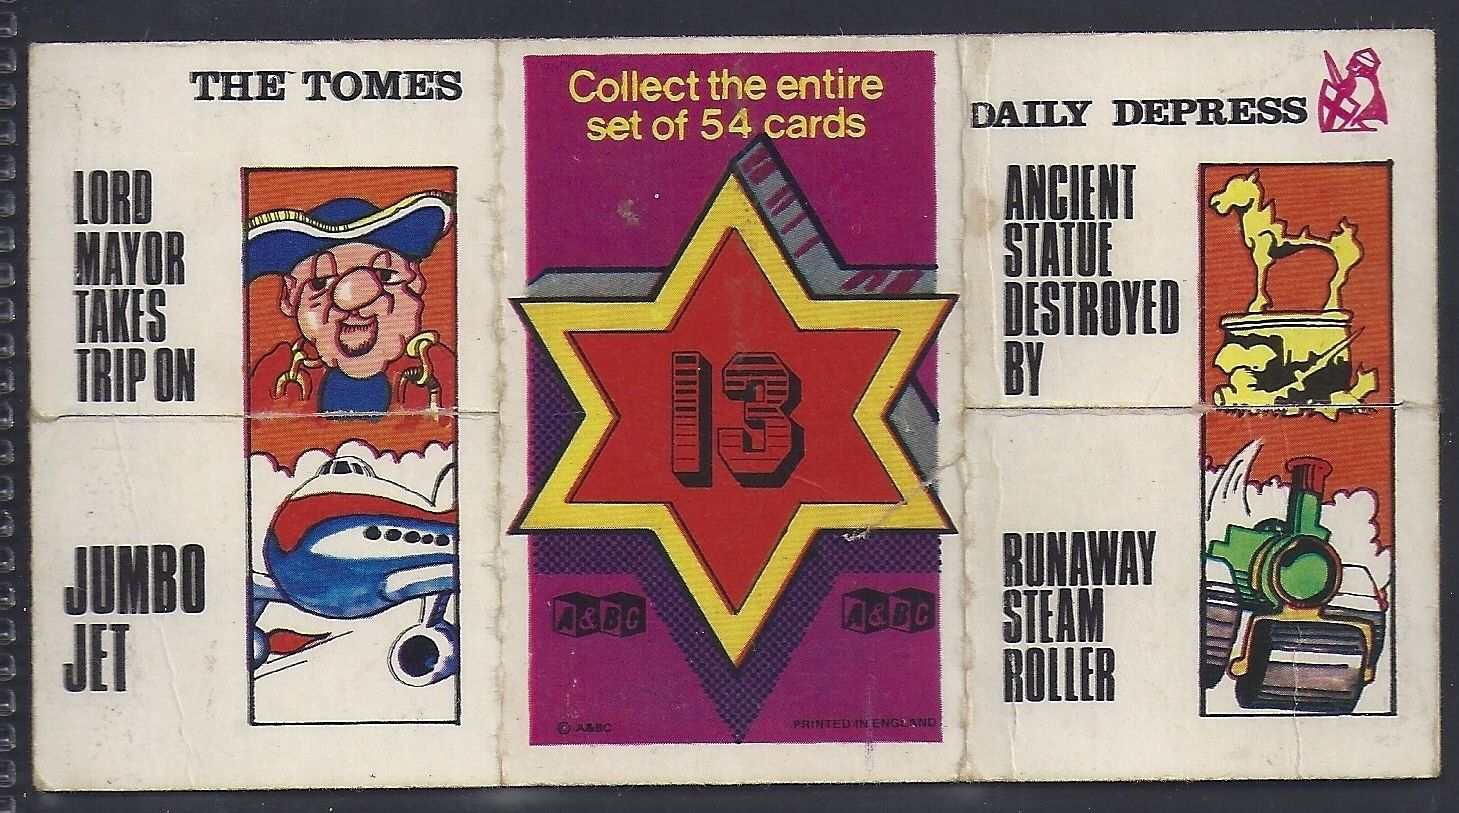 THE TOMES
LORD
MAYOR
TAKES
TRIP ON
JUMBO
JET
Collect the entire
set of 54 cards
13
A&BC
A&BC
© A&BC
PRINTED IN ENGLAND
DAILY DEPRESS
ANCIENT
STATUE
DESTROYED
BY
RUNAWAY
STEAM
ROLLER